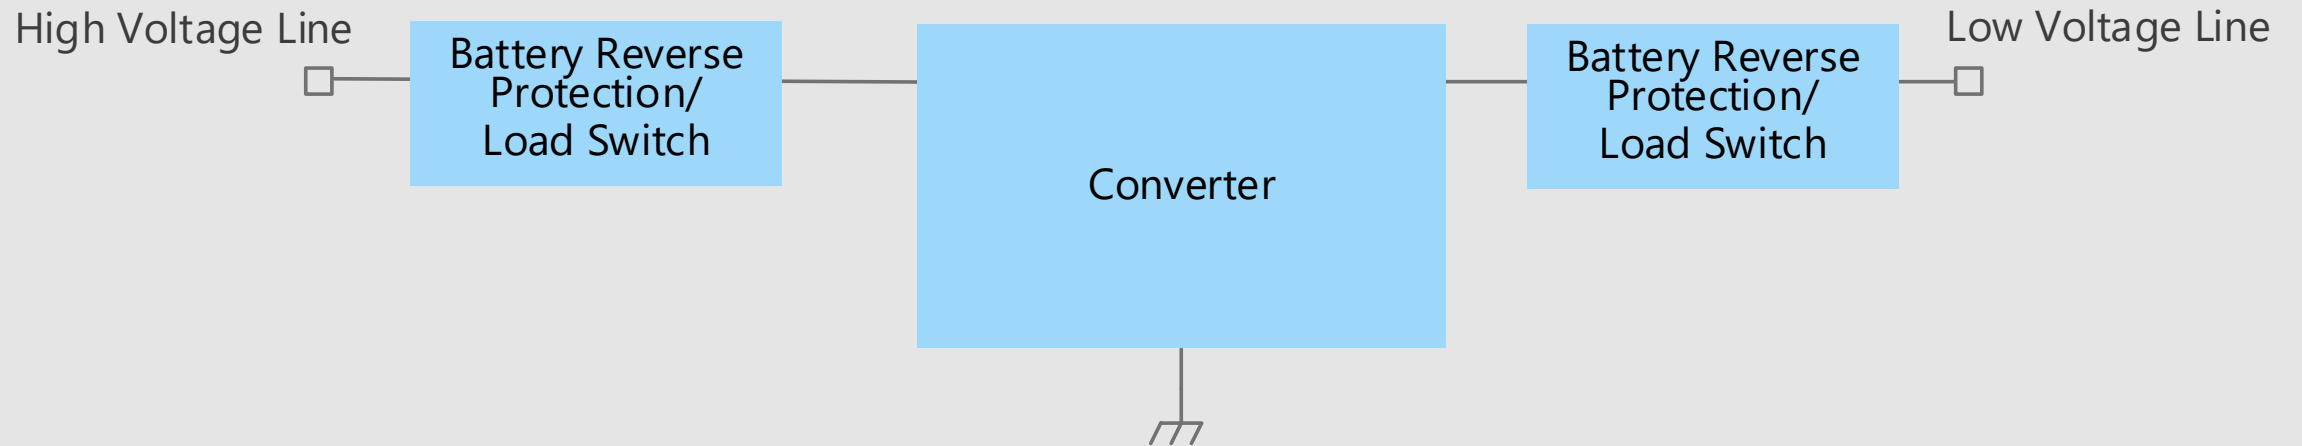 High Voltage Line
Battery Reverse
Protection/
Load Switch
Converter
Battery Reverse
Protection/
Load Switch
Low Voltage Line